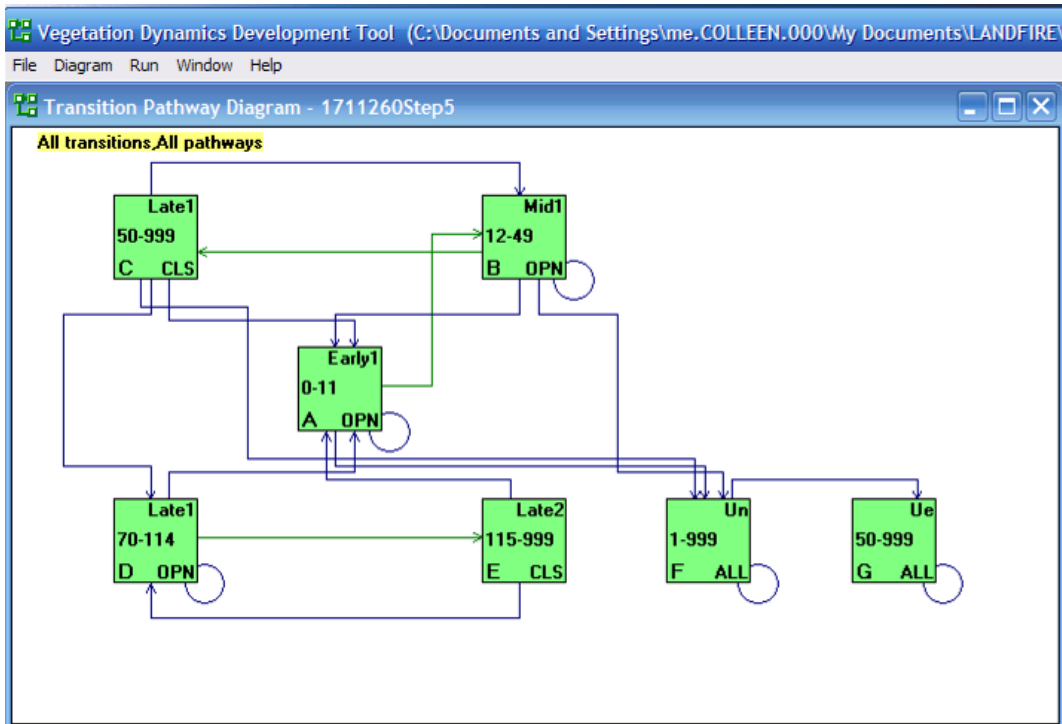 Vegetation Dynamics Development Tool (C:\Documents and Settings\me.COLLEEN.000\My Documents\LANDFIRE\
File Diagram Run Window Help
Transition Pathway Diagram - 1711260Step5
All transitions,All pathways
Late1
50-999
C CLS
Mid1
12-49
B OPN
Early1
0-11
A OPN
Late1
70-114
D OPN
Late2
115-999
E CLS
Un
1-999
F ALL
Ue
50-999
G ALL